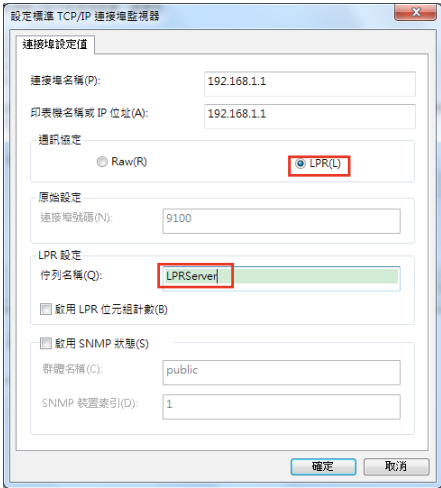 設定標準 TCP/IP 連接埠監視器
連接埠設定值
連接埠名稱(P): 192.168.1.1
印表機名稱或 IP 位址(A): 192.168.1.1
通訊協定
Raw(R) LPR(L)
原始設定
連接埠號碼(N): 9100
LPR 設定
佇列名稱(Q): LPRServer
啟用 LPR 位元組計數(B)
啟用 SNMP 狀態(S)
群體名稱(C): public
SNMP 裝置索引(D): 1
確定 取消